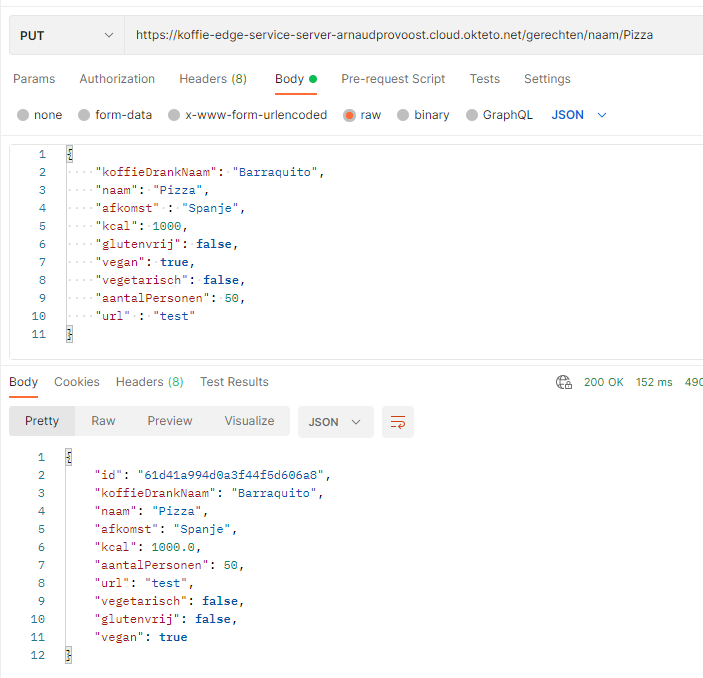 PUT https://koffie-edge-service-server-arnaudprovoost.cloud.okteto.net/gerechten/naam/Pizza
Params Authorization Headers (8) Body Pre-request Script Tests Settings
none form-data x-www-form-urlencoded raw binary GraphQL JSON
1 {
2 ····"koffieDrankNaam":·"Barraquito",
3 ····"naam":·"Pizza",
4 ····"afkomst"·:·"Spanje",
5 ····"kcal":·1000,
6 ····"glutenvrij":·false,
7 ····"vegan":·true,
8 ····"vegetarisch":·false,
9 ····"aantalPersonen":·50,
10 ····"url"·:·"test"
11 }
Body Cookies Headers (8) Test Results 200 OK 152 ms 490
Pretty Raw Preview Visualize JSON
1 {
2 "id": "61d41a994d0a3f44f5d606a8",
3 "koffieDrankNaam": "Barraquito",
4 "naam": "Pizza",
5 "afkomst": "Spanje",
6 "kcal": 1000.0,
7 "aantalPersonen": 50,
8 "url": "test",
9 "vegetarisch": false,
10 "glutenvrij": false,
11 "vegan": true
12 }